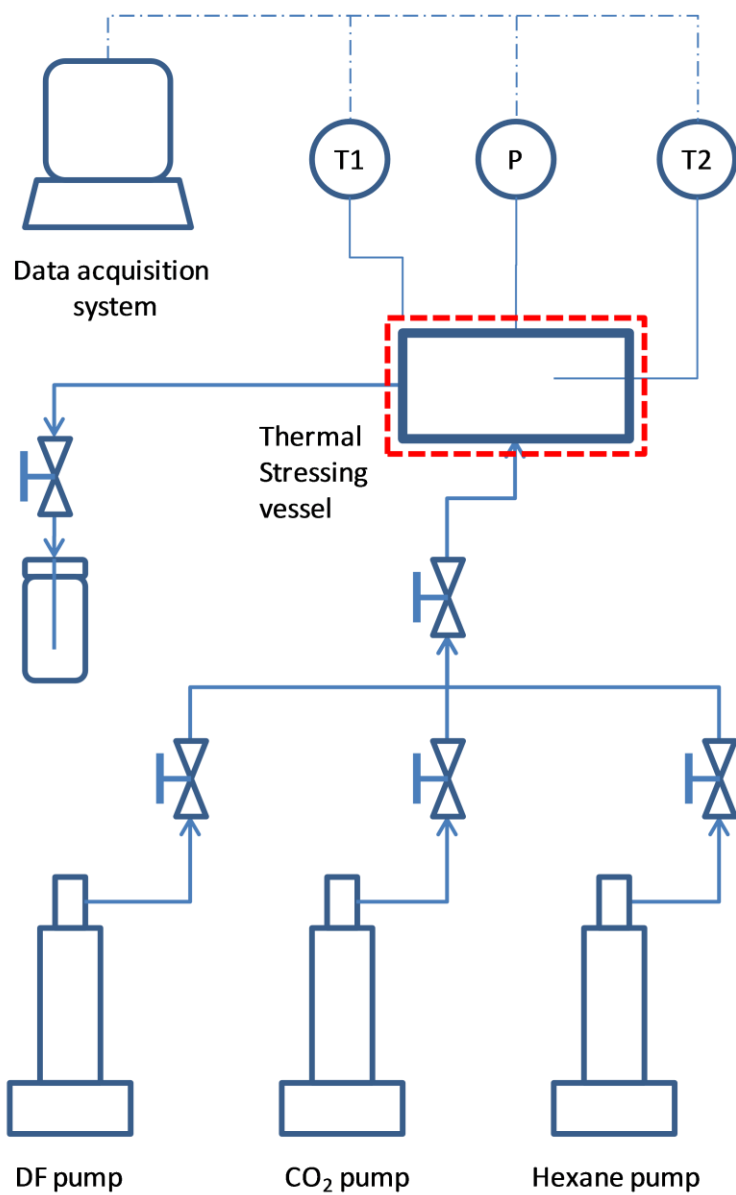 T1
P
T2
Data acquisition
system
Thermal
Stressing
vessel
DF pump
CO₂ pump
Hexane pump